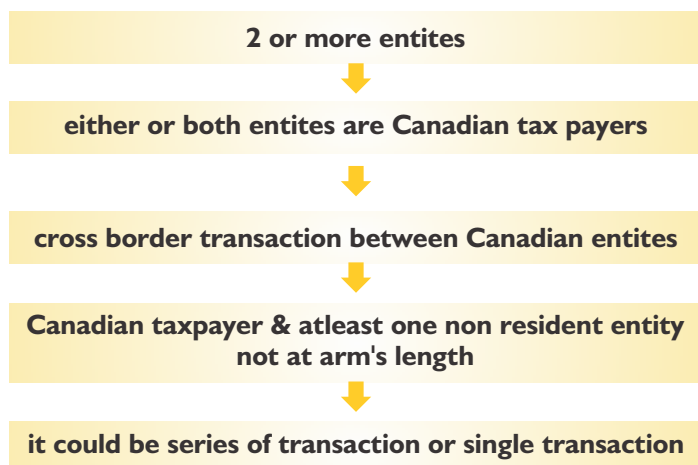 2 or more entites
either or both entites are Canadian tax payers
cross border transaction between Canadian entites
Canadian taxpayer & atleast one non resident entity
not at arm's length
it could be series of transaction or single transaction